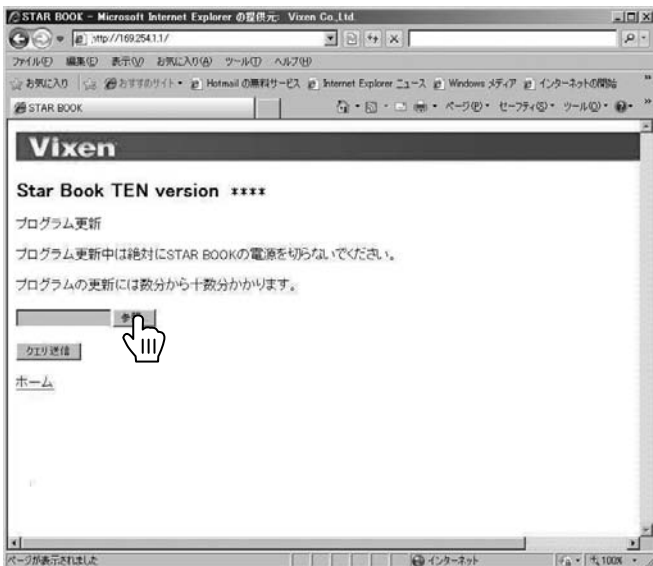 STAR BOOK - Microsoft Internet Explorer の提供元: Vixen Co.,Ltd.
http://169.254.1.1/
ファイル(F) 編集(E) 表示(V) お気に入り(A) ツール(T) ヘルプ(H)
お気に入り おすすめサイト Hotmail の無料サービス Internet Explorer ニュース Windows メディア インターネットの開始
STAR BOOK ページ(P) セーフティ(S) ツール(O)
Vixen
Star Book TEN version ****
プログラム更新
プログラム更新中は絶対にSTAR BOOKの電源を切らないでください。
プログラムの更新には数分から十数分かかります。
クエリ送信
ホーム
ページが表示されました インターネット 100%